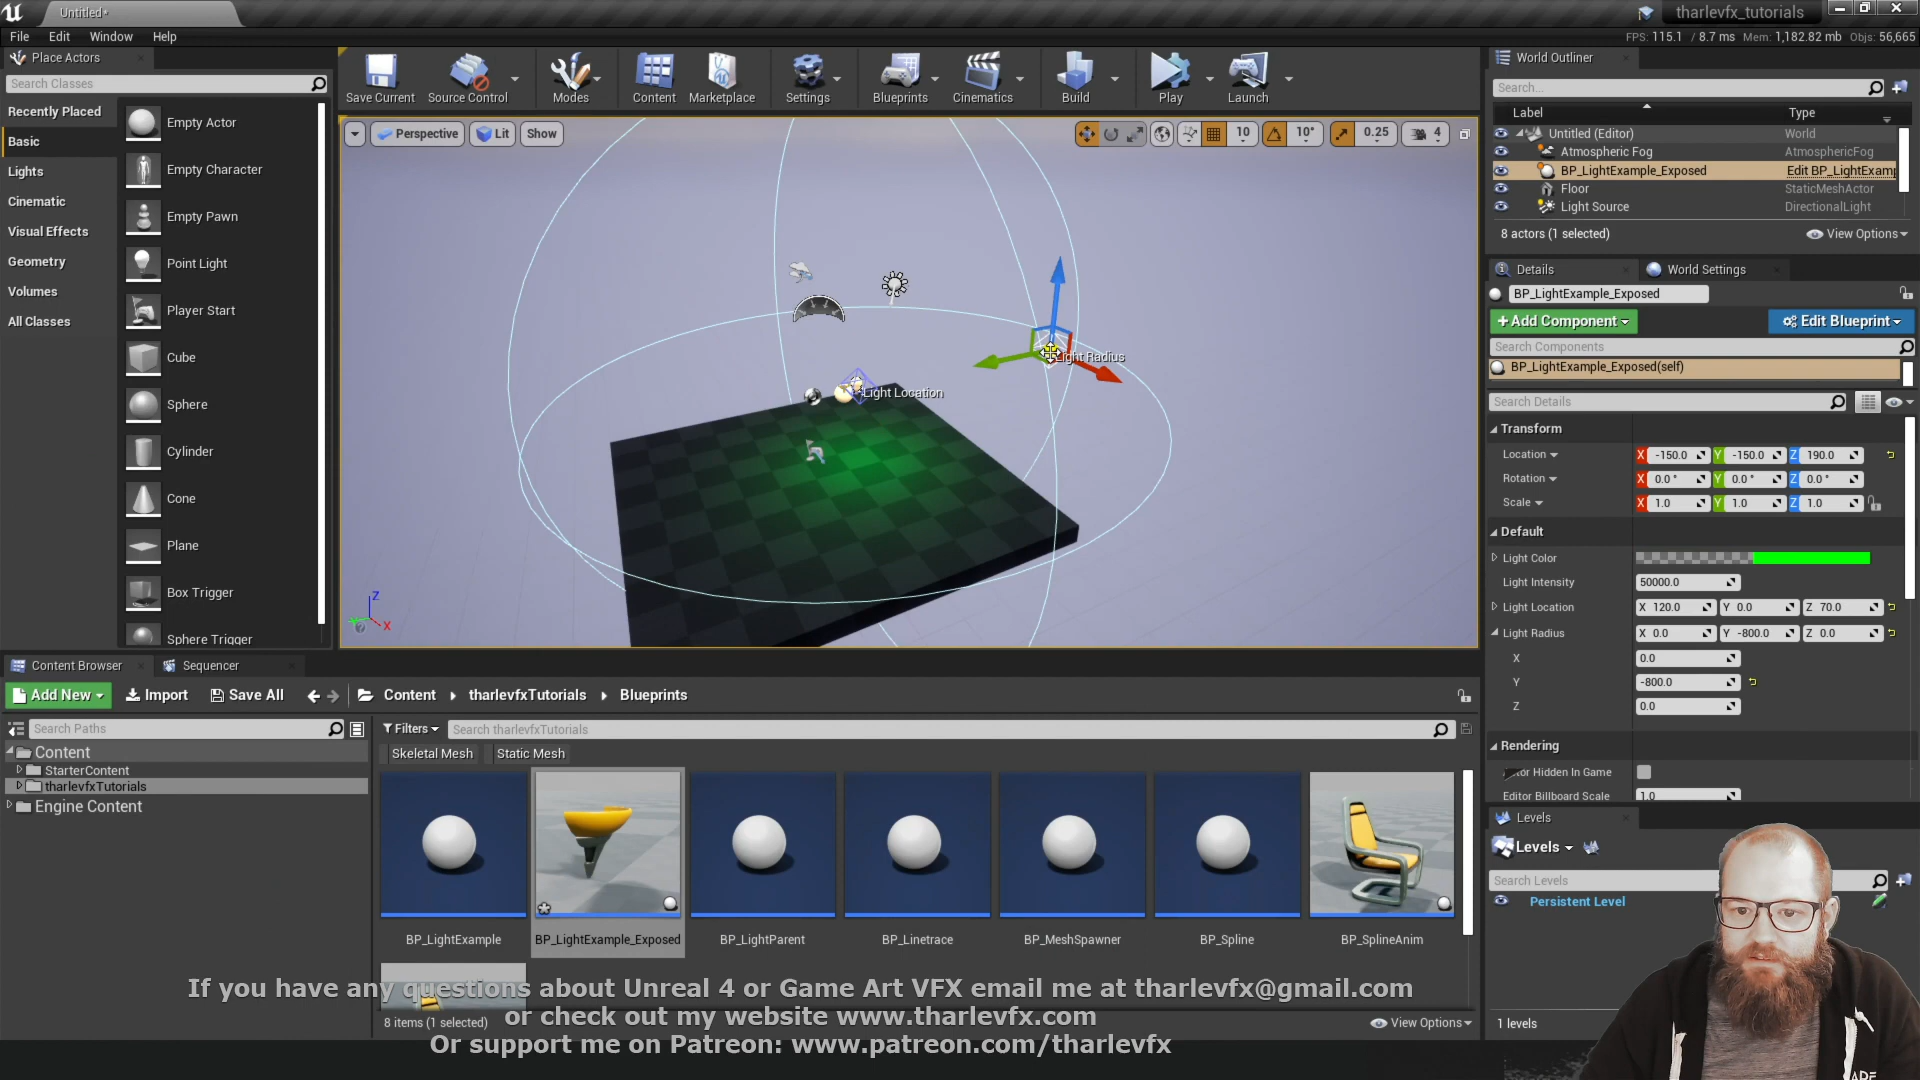 Untitled*
tharlevfx_tutorials
File Edit Window Help
FPS: 115.1 / 8.7 ms Mem: 1,182.82 mb Objs: 56,665
Place Actors
Search Classes
Recently Placed
Basic
Lights
Cinematic
Visual Effects
Geometry
Volumes
All Classes
Empty Actor
Empty Character
Empty Pawn
Point Light
Player Start
Cube
Sphere
Cylinder
Cone
Plane
Box Trigger
Sphere Trigger
Save Current Source Control Modes Content Marketplace Settings Blueprints Cinematics Build Play Launch
Perspective Lit Show
10 10° 0.25 4
Light Radius
Light Location
Z
X
World Outliner
Search...
Label Type
Untitled (Editor) World
Atmospheric Fog AtmosphericFog
BP_LightExample_Exposed Edit BP_LightExamp
Floor StaticMeshActor
Light Source DirectionalLight
8 actors (1 selected) View Options
Details World Settings
BP_LightExample_Exposed
+Add Component Edit Blueprint
Search Components
BP_LightExample_Exposed(self)
Search Details
Transform
Location X -150.0 Y -150.0 Z 190.0
Rotation X 0.0 ° Y 0.0 ° Z 0.0 °
Scale X 1.0 Y 1.0 Z 1.0
Default
Light Color
Light Intensity 50000.0
Light Location X 120.0 Y 0.0 Z 70.0
Light Radius X 0.0 Y -800.0 Z 0.0
X 0.0
Y -800.0
Z 0.0
Rendering
Hidden In Game
Editor Billboard Scale 1.0
Levels
Levels
Search Levels
Persistent Level
1 levels
Content Browser Sequencer
Add New Import Save All Content tharlevfxTutorials Blueprints
Search Paths
Content
StarterContent
tharlevfxTutorials
Engine Content
Filters Search tharlevfxTutorials
Skeletal Mesh Static Mesh
BP_LightExample BP_LightExample_Exposed BP_LightParent BP_Linetrace BP_MeshSpawner BP_Spline BP_SplineAnim
8 items (1 selected) View Options
If you have any questions about Unreal 4 or Game Art VFX email me at tharlevfx@gmail.com
or check out my website www.tharlevfx.com
Or support me on Patreon: www.patreon.com/tharlevfx